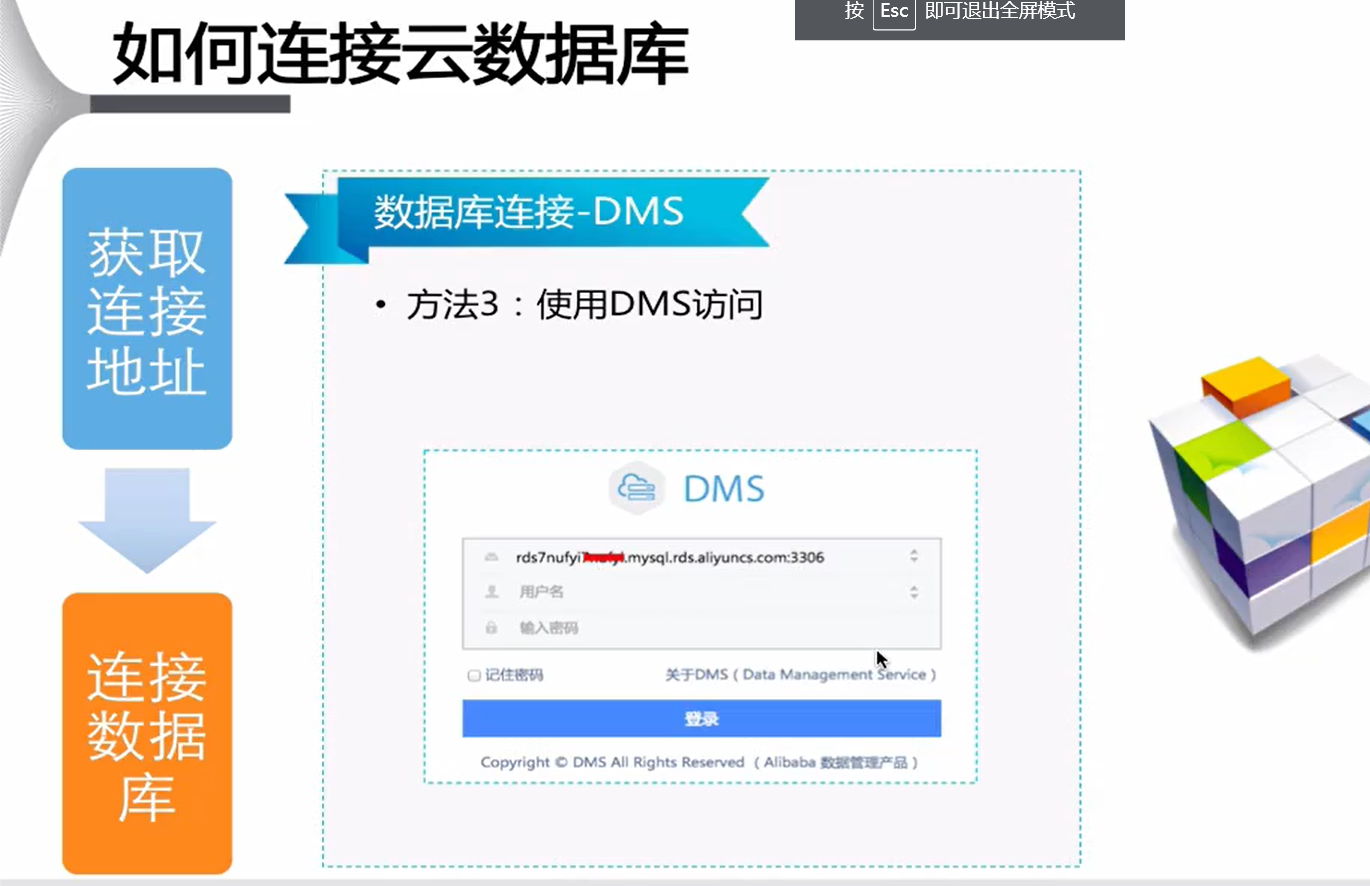 按 Esc 即可退出全屏模式
如何连接云数据库
获取
连接
地址
连接
数据
库
数据库连接-DMS
• 方法3：使用DMS访问
DMS
rds7nufyi7 .mysql.rds.aliyuncs.com:3306
用户名
输入密码
记住密码
关于DMS（Data Management Service）
登录
Copyright © DMS All Rights Reserved （Alibaba 数据管理产品）